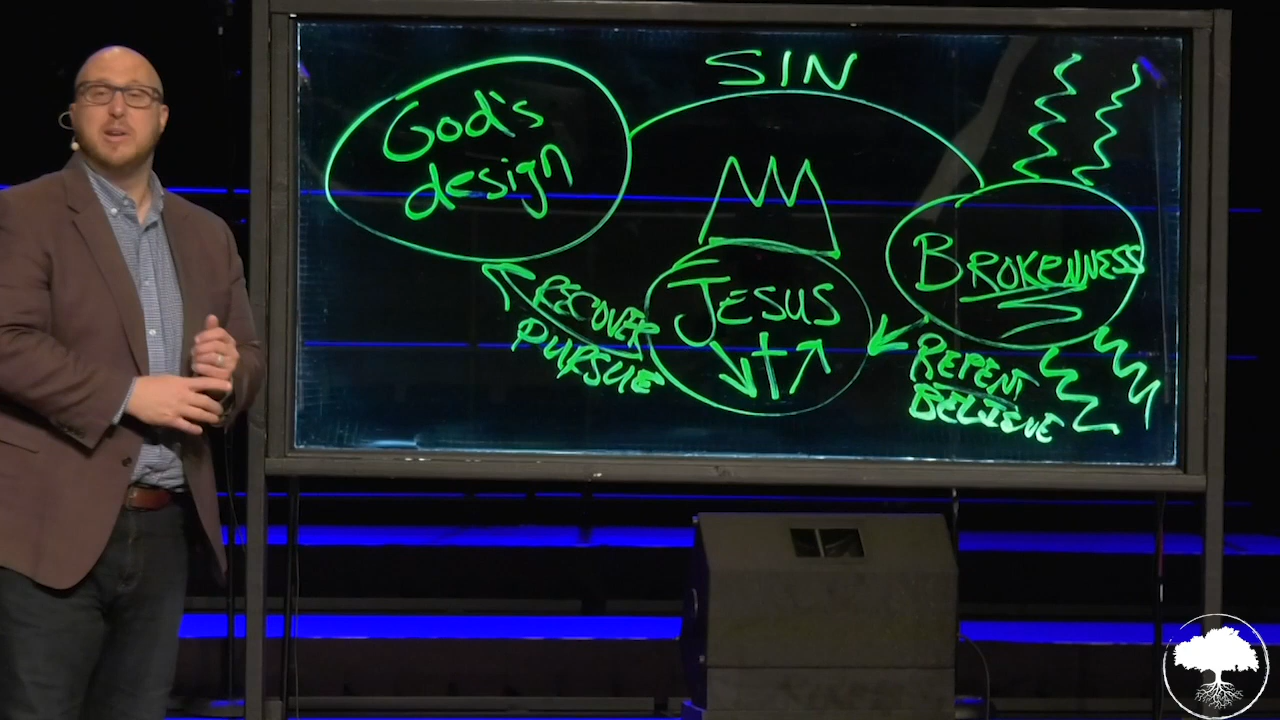 SIN
God's
design
BROKENNESS
JESUS
RECOVER
PURSUE
REPENT
BELIEVE